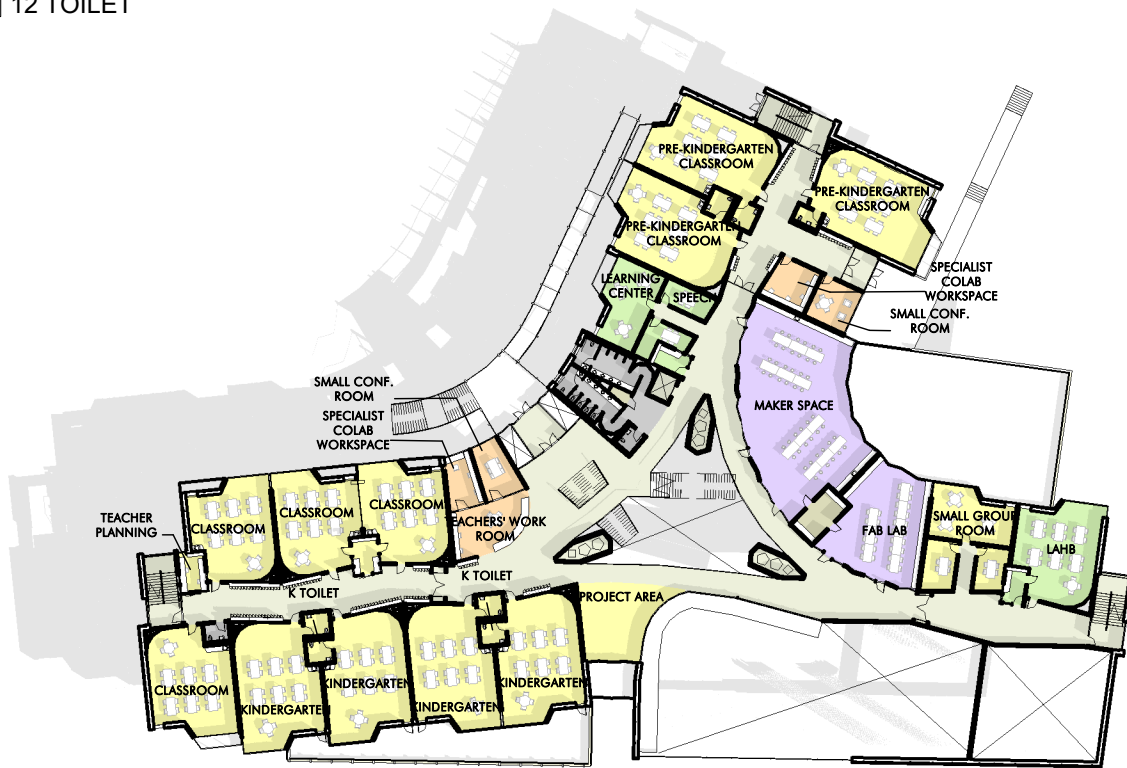 12 TOILET
PRE-KINDERGARTEN
CLASSROOM
PRE-KINDERGARTEN
CLASSROOM
PRE-KINDERGARTEN
CLASSROOM
LEARNING
CENTER
SPEECH
SPECIALIST
COLAB
WORKSPACE
SMALL CONF.
ROOM
SMALL CONF.
ROOM
SPECIALIST
COLAB
WORKSPACE
MAKER SPACE
TEACHER
PLANNING
CLASSROOM
CLASSROOM
CLASSROOM
TEACHERS' WORK
ROOM
FAB LAB
SMALL GROUP
ROOM
LAHB
K TOILET
K TOILET
PROJECT AREA
CLASSROOM
KINDERGARTEN
KINDERGARTEN
KINDERGARTEN
KINDERGARTEN